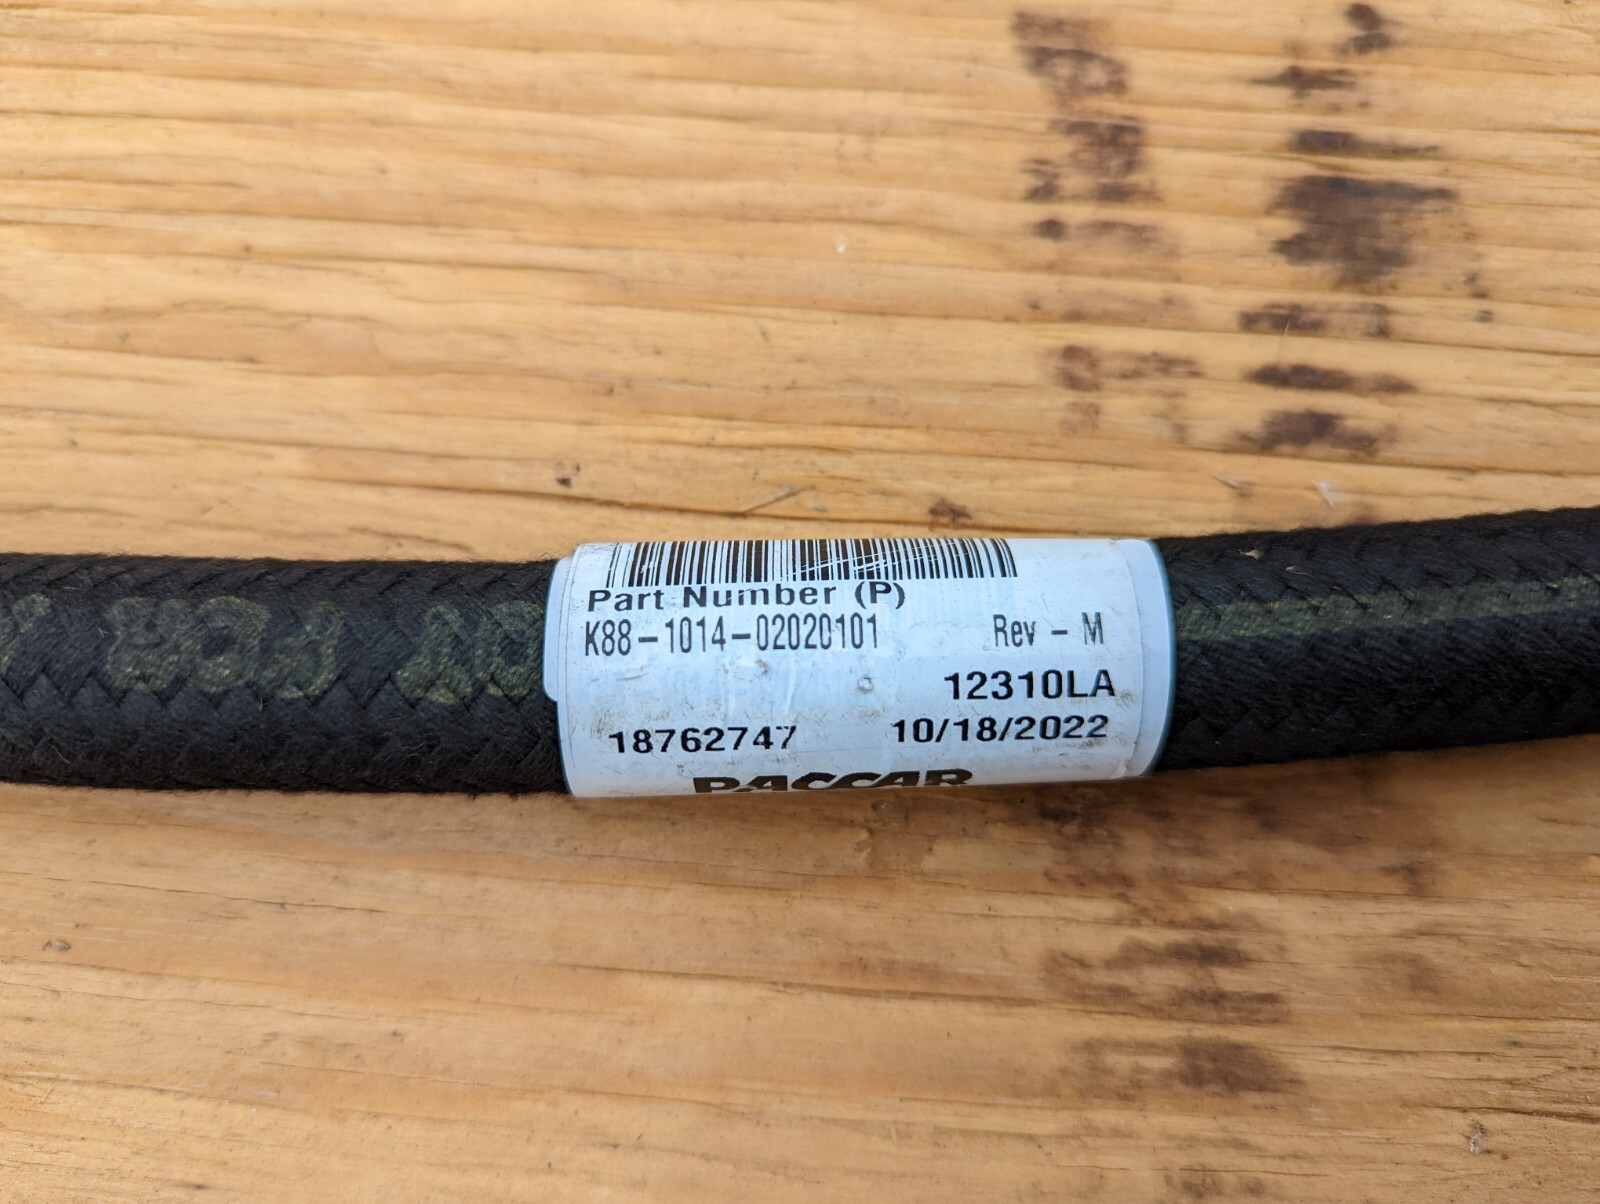 Part Number (P)
K88-1014-02020101 Rev - M
12310LA
18762747 10/18/2022
PACCAR